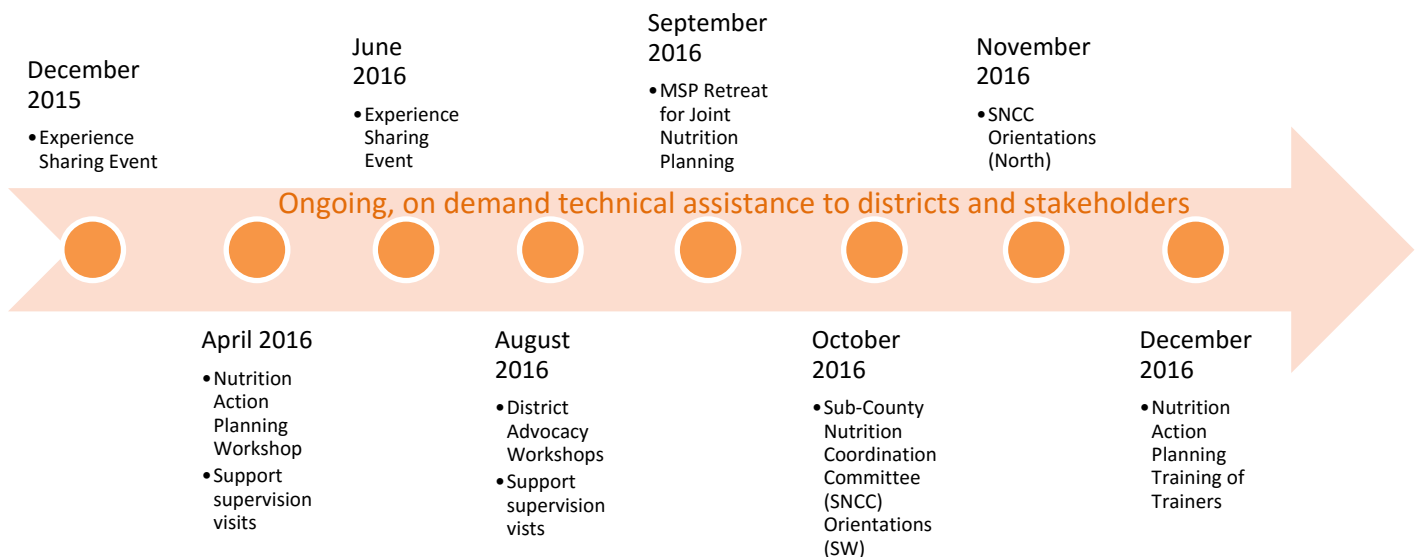 December
2015
•Experience
Sharing Event
June
2016
•Experience
Sharing
Event
September
2016
•MSP Retreat
for Joint
Nutrition
Planning
November
2016
•SNCC
Orientations
(North)
Ongoing, on demand technical assistance to districts and stakeholders
April 2016
•Nutrition
Action
Planning
Workshop
•Support
supervision
visits
August
2016
•District
Advocacy
Workshops
•Support
supervision
vists
October
2016
•Sub-County
Nutrition
Coordination
Committee
(SNCC)
Orientations
(SW)
December
2016
•Nutrition
Action
Planning
Training of
Trainers